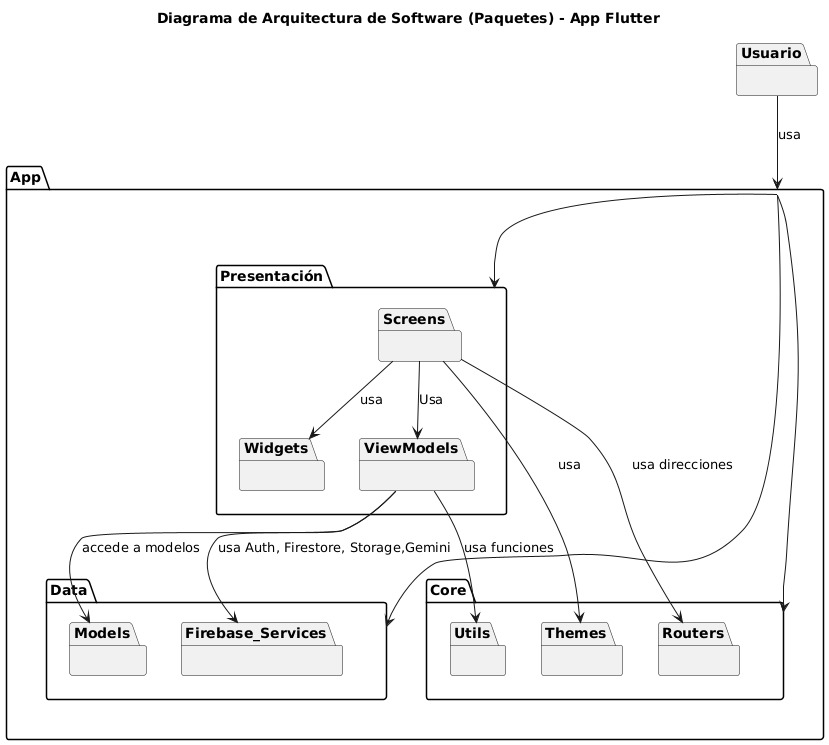 Diagrama de Arquitectura de Software (Paquetes) - App Flutter
Usuario
usa
App
Presentación
Screens
usa
Usa
Widgets
ViewModels
usa
usa direcciones
accede a modelos
usa Auth, Firestore, Storage,Gemini
usa funciones
Data
Core
Models
Firebase_Services
Utils
Themes
Routers